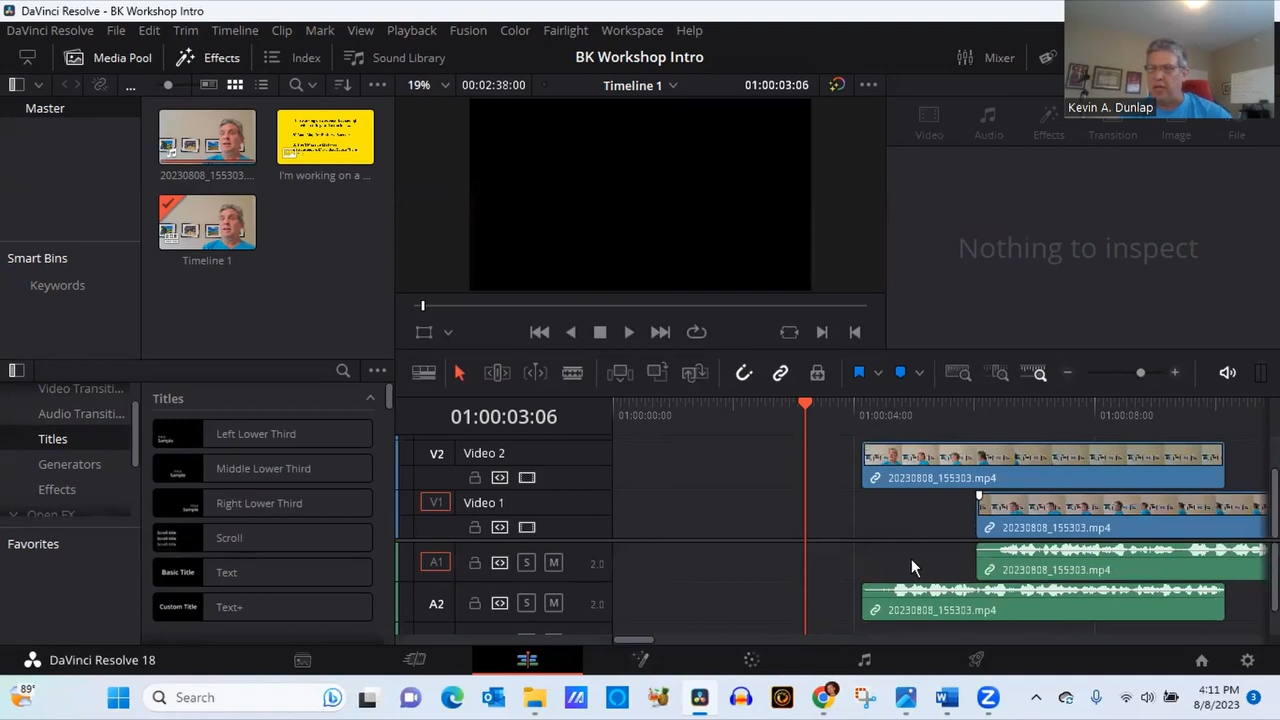 DaVinci Resolve - BK Workshop Intro
DaVinci Resolve File Edit Trim Timeline Clip Mark View Playback Fusion Color Fairlight Workspace Help
Media Pool Effects Index Sound Library BK Workshop Intro Mixer
Kevin A. Dunlap
19% 00:02:38:00 Timeline 1 01:00:03:06
Master
Video Audio Effects Transition Image File
20230808_155303.... I'm working on a ...
Nothing to inspect
Timeline 1
Smart Bins
Keywords
Video Transiti...
Audio Transiti...
Titles
Generators
Effects
Open FX
Favorites
Titles
Left Lower Third
Middle Lower Third
Right Lower Third
Scroll
Basic Title Text
Custom Title Text+
01:00:03:06
01:00:00:00 01:00:04:00 01:00:08:00
V2 Video 2
20230808_155303.mp4
V1 Video 1
20230808_155303.mp4
A1 S M 2.0
20230808_155303.mp4
A2 S M 2.0
20230808_155303.mp4
DaVinci Resolve 18
89°
Search
4:11 PM
8/8/2023
3